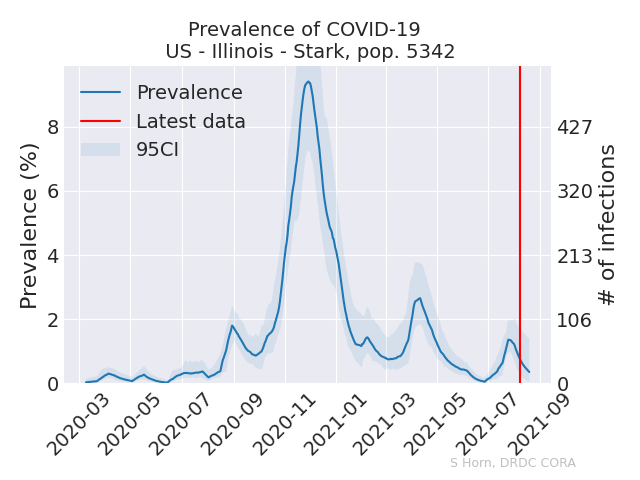 Prevalence of COVID-19
US - Illinois - Stark, pop. 5342
Prevalence
Latest data
95CI
Prevalence (%)
8
6
4
2
0
# of infections
427
320
213
106
0
2020-03
2020-05
2020-07
2020-09
2020-11
2021-01
2021-03
2021-05
2021-07
2021-09
S Horn, DRDC CORA